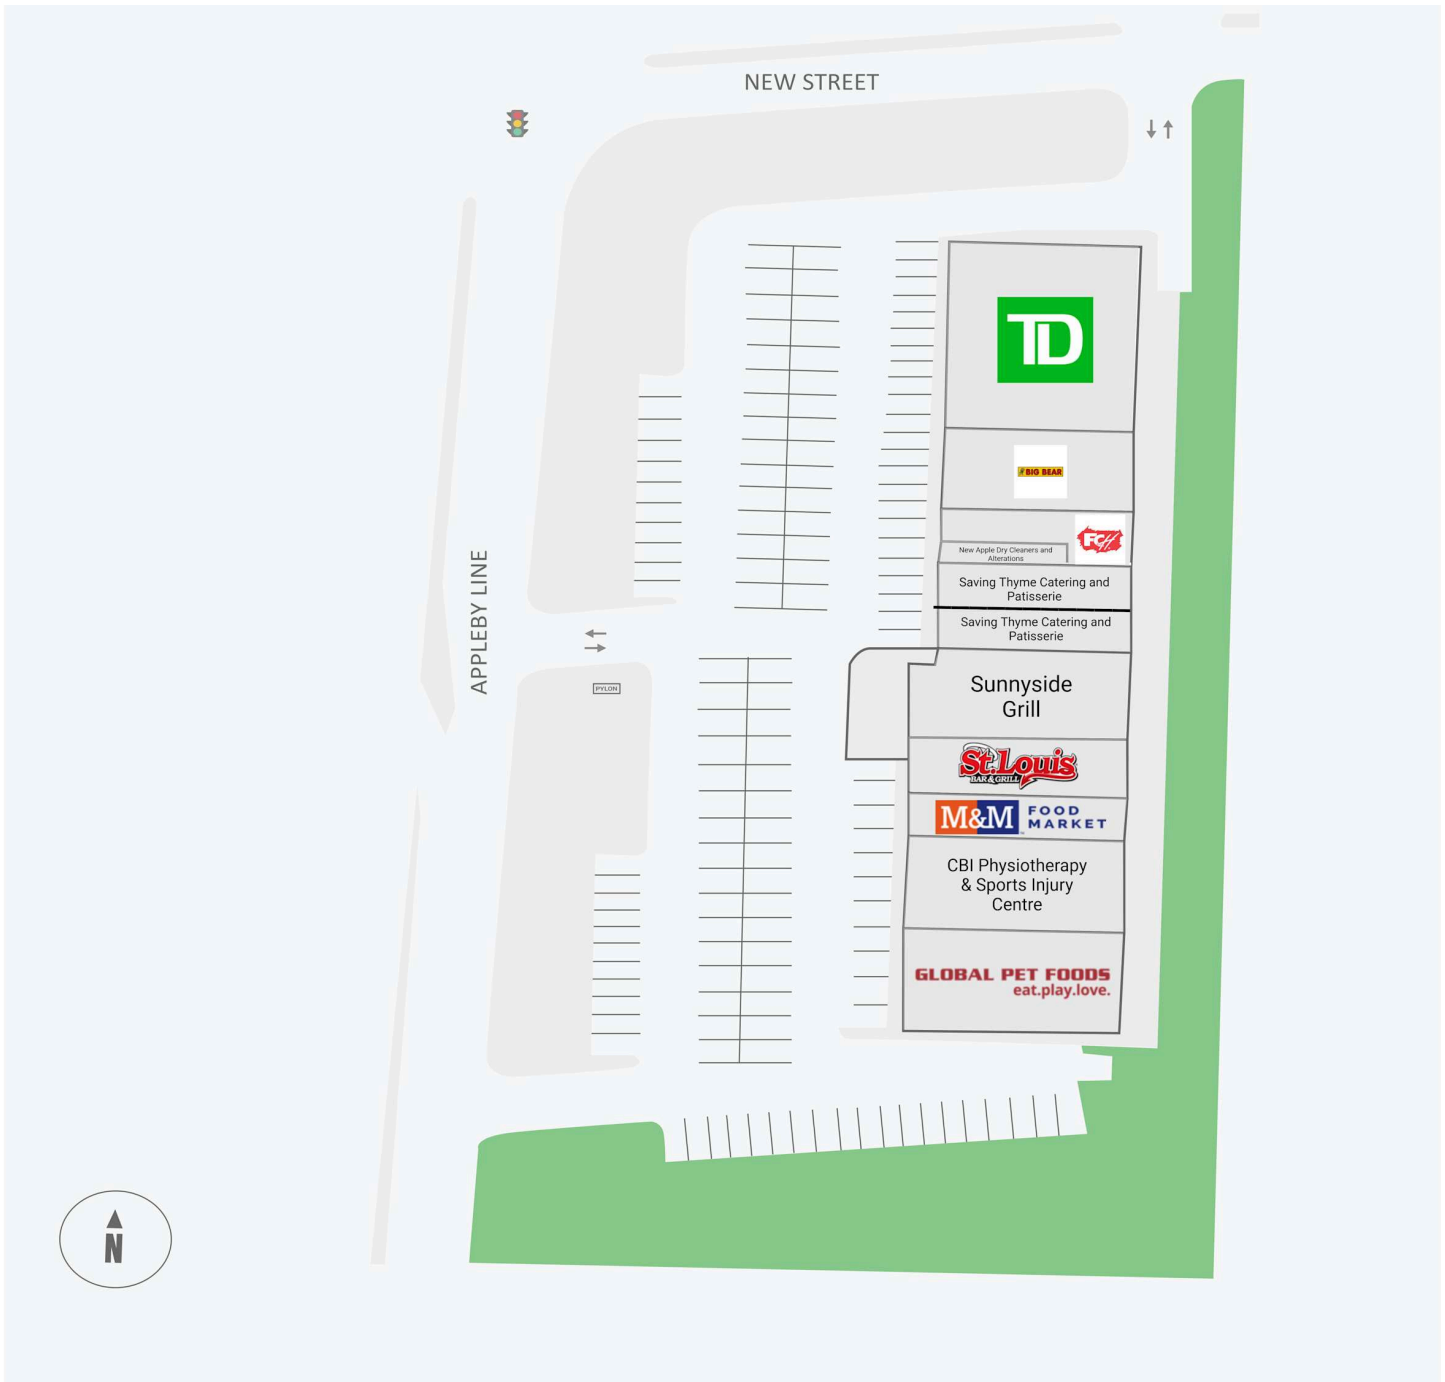 NEW STREET
APPLEBY LINE
TD
BIG BEAR
FCH
New Apple Dry Cleaners and
Alterations
Saving Thyme Catering and
Patisserie
Saving Thyme Catering and
Patisserie
PYLON
Sunnyside
Grill
St.Louis
BAR & GRILL
M&M FOOD
MARKET
CBI Physiotherapy
& Sports Injury
Centre
GLOBAL PET FOODS
eat.play.love.
N